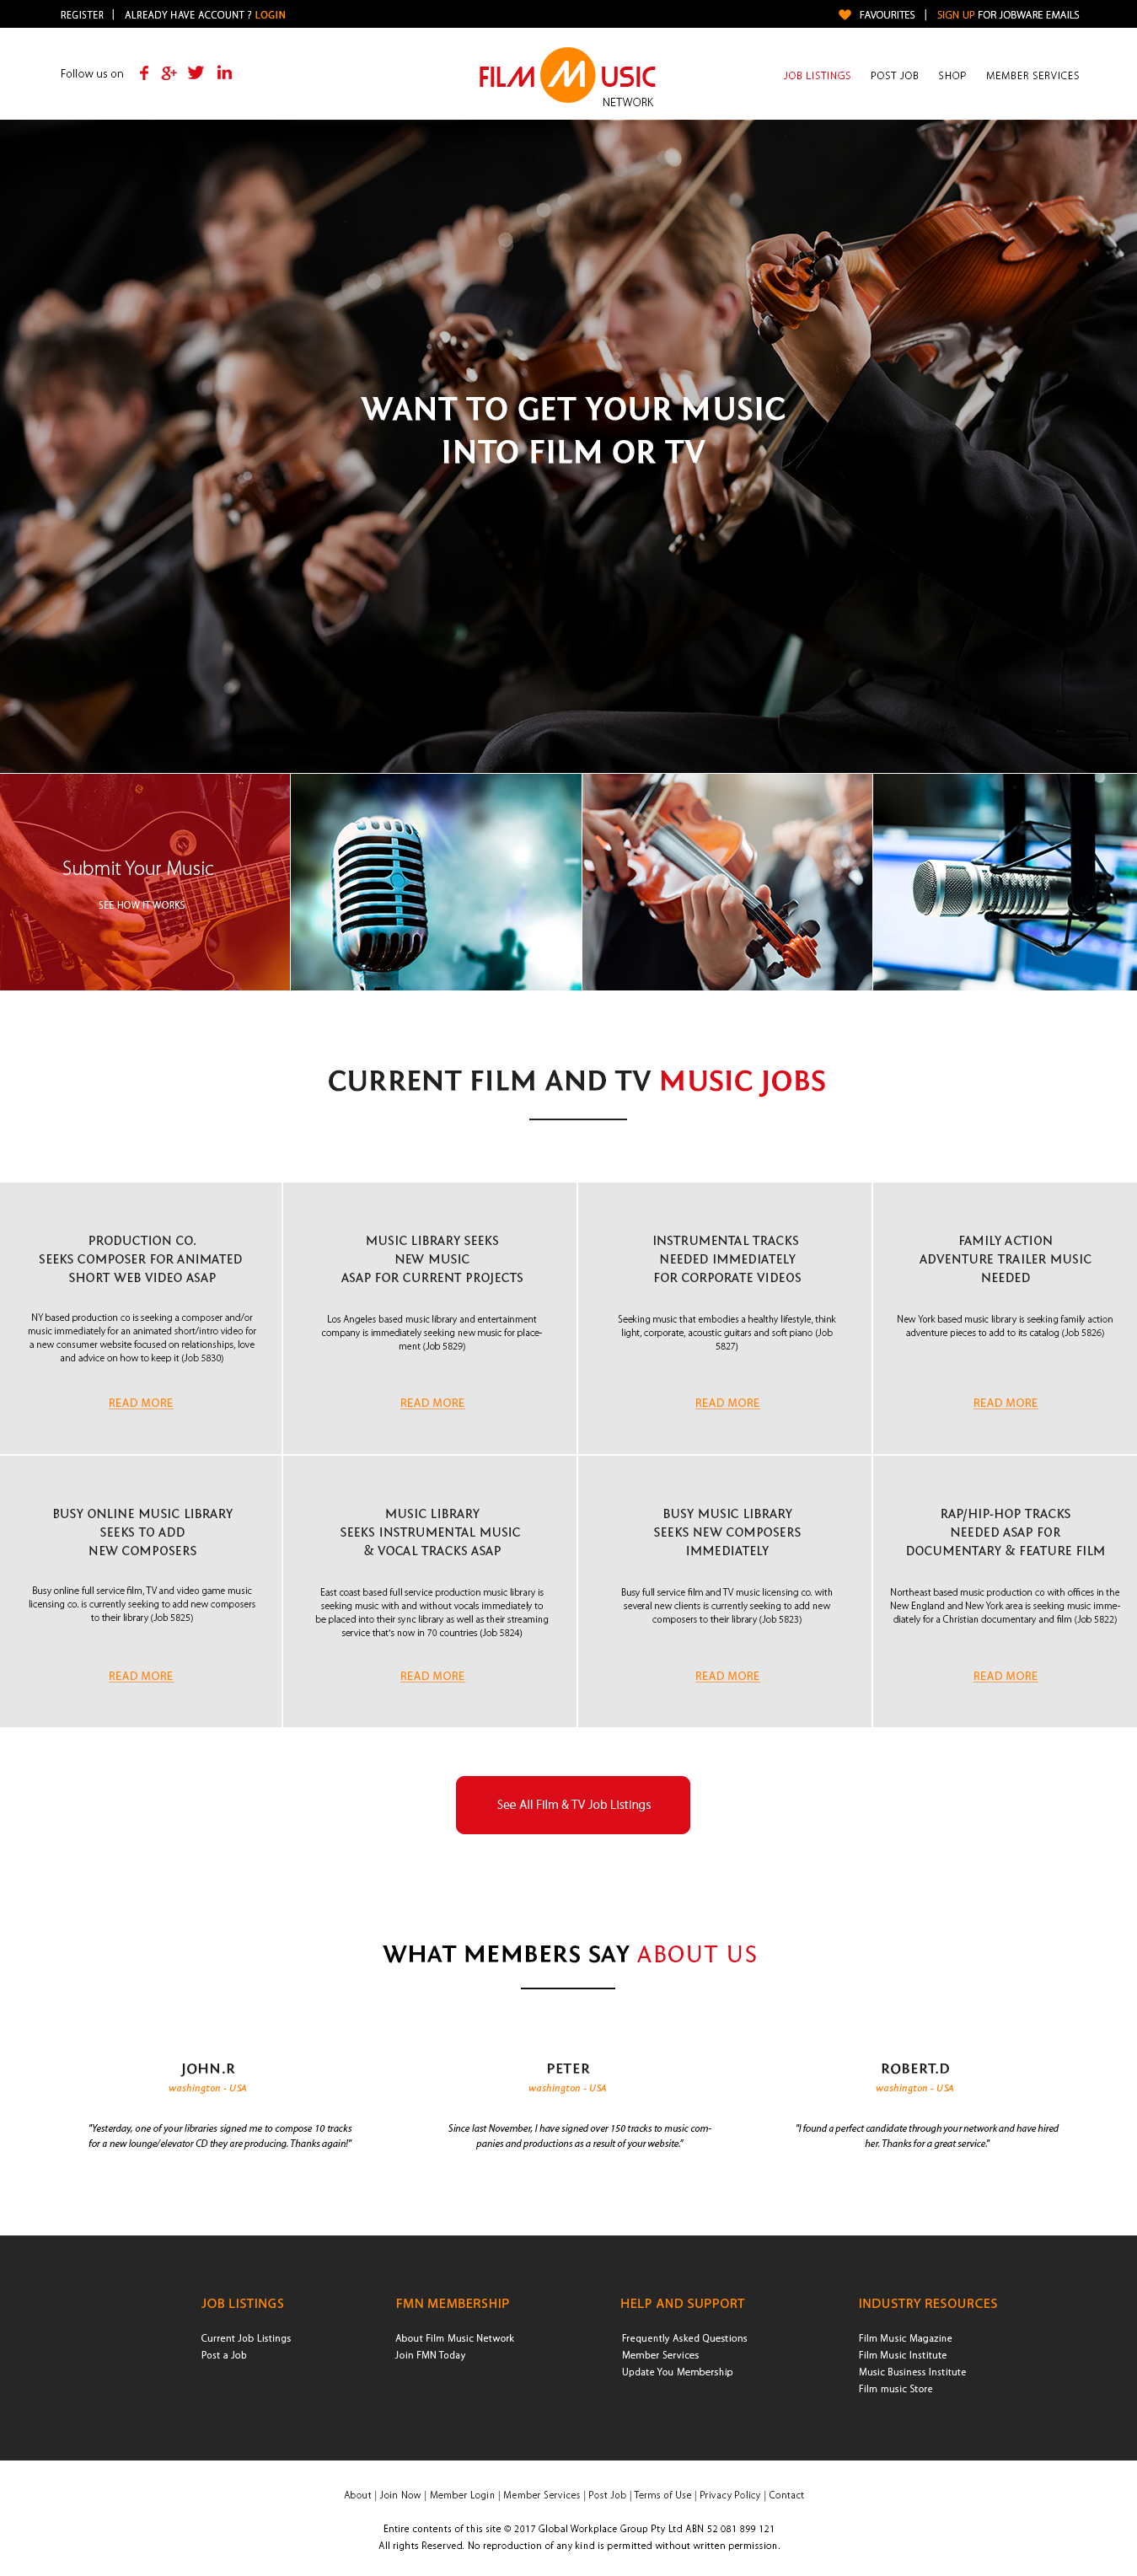 REGISTER | ALREADY HAVE ACCOUNT ? LOGIN
FAVOURITES | SIGN UP FOR JOBWARE EMAILS
Follow us on
FILM M USIC
NETWORK
JOB LISTINGS POST JOB SHOP MEMBER SERVICES
WANT TO GET YOUR MUSIC
INTO FILM OR TV
Submit Your Music
SEE HOW IT WORKS
CURRENT FILM AND TV MUSIC JOBS
PRODUCTION CO.
SEEKS COMPOSER FOR ANIMATED
SHORT WEB VIDEO ASAP
NY based production co is seeking a composer and/or
music immediately for an animated short/intro video for
a new consumer website focused on relationships, love
and advice on how to keep it (Job 5830)
READ MORE
MUSIC LIBRARY SEEKS
NEW MUSIC
ASAP FOR CURRENT PROJECTS
Los Angeles based music library and entertainment
company is immediately seeking new music for place-
ment (Job 5829)
READ MORE
INSTRUMENTAL TRACKS
NEEDED IMMEDIATELY
FOR CORPORATE VIDEOS
Seeking music that embodies a healthy lifestyle, think
light, corporate, acoustic guitars and soft piano (Job
5827)
READ MORE
FAMILY ACTION
ADVENTURE TRAILER MUSIC
NEEDED
New York based music library is seeking family action
adventure pieces to add to its catalog (Job 5826)
READ MORE
BUSY ONLINE MUSIC LIBRARY
SEEKS TO ADD
NEW COMPOSERS
Busy online full service film, TV and video game music
licensing co. is currently seeking to add new composers
to their library (Job 5825)
READ MORE
MUSIC LIBRARY
SEEKS INSTRUMENTAL MUSIC
& VOCAL TRACKS ASAP
East coast based full service production music library is
seeking music with and without vocals immediately to
be placed into their sync library as well as their streaming
service that's now in 70 countries (Job 5824)
READ MORE
BUSY MUSIC LIBRARY
SEEKS NEW COMPOSERS
IMMEDIATELY
Busy full service film and TV music licensing co. with
several new clients is currently seeking to add new
composers to their library (Job 5823)
READ MORE
RAP/HIP-HOP TRACKS
NEEDED ASAP FOR
DOCUMENTARY & FEATURE FILM
Northeast based music production co with offices in the
New England and New York area is seeking music imme-
diately for a Christian documentary and film (Job 5822)
READ MORE
See All Film & TV Job Listings
WHAT MEMBERS SAY ABOUT US
JOHN.R
washington - USA
"Yesterday, one of your libraries signed me to compose 10 tracks
for a new lounge/elevator CD they are producing. Thanks again!"
PETER
washington - USA
Since last November, I have signed over 150 tracks to music com-
panies and productions as a result of your website."
ROBERT.D
washington - USA
"I found a perfect candidate through your network and have hired
her. Thanks for a great service."
JOB LISTINGS
Current Job Listings
Post a Job
FMN MEMBERSHIP
About Film Music Network
Join FMN Today
HELP AND SUPPORT
Frequently Asked Questions
Member Services
Update You Membership
INDUSTRY RESOURCES
Film Music Magazine
Film Music Institute
Music Business Institute
Film music Store
About | Join Now | Member Login | Member Services | Post Job | Terms of Use | Privacy Policy | Contact
Entire contents of this site © 2017 Global Workplace Group Pty Ltd ABN 52 081 899 121
All rights Reserved. No reproduction of any kind is permitted without written permission.